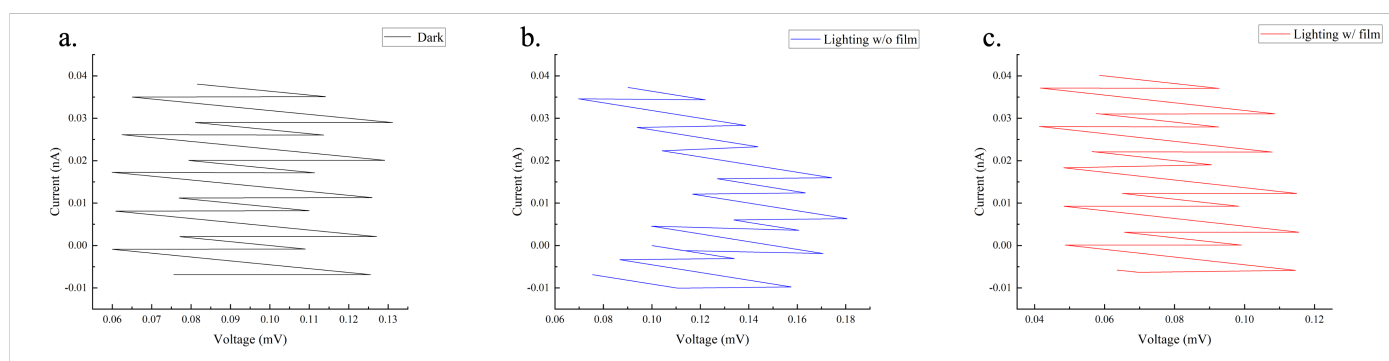 a.
Dark
Current (nA)
0.04
0.03
0.02
0.01
0.00
-0.01
0.06 0.07 0.08 0.09 0.10 0.11 0.12 0.13
Voltage (mV)
b.
Lighting w/o film
Current (nA)
0.04
0.03
0.02
0.01
0.00
-0.01
0.06 0.08 0.10 0.12 0.14 0.16 0.18
Voltage (mV)
c.
Lighting w/ film
Current (nA)
0.04
0.03
0.02
0.01
0.00
-0.01
0.04 0.06 0.08 0.10 0.12
Voltage (mV)